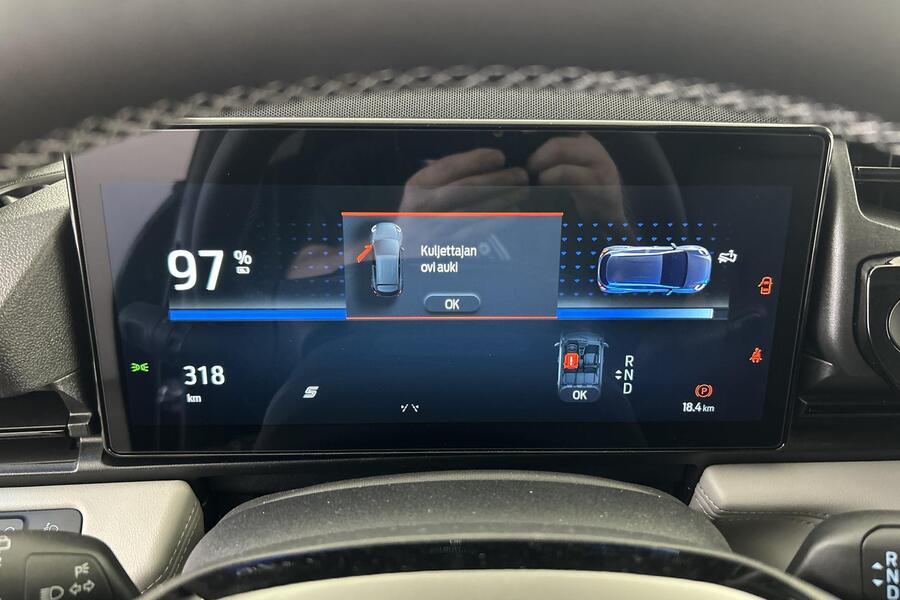 97 %
Kuljettajan
ovi auki
OK
318
km
OK
R
N
D
18.4 km
R
N
D